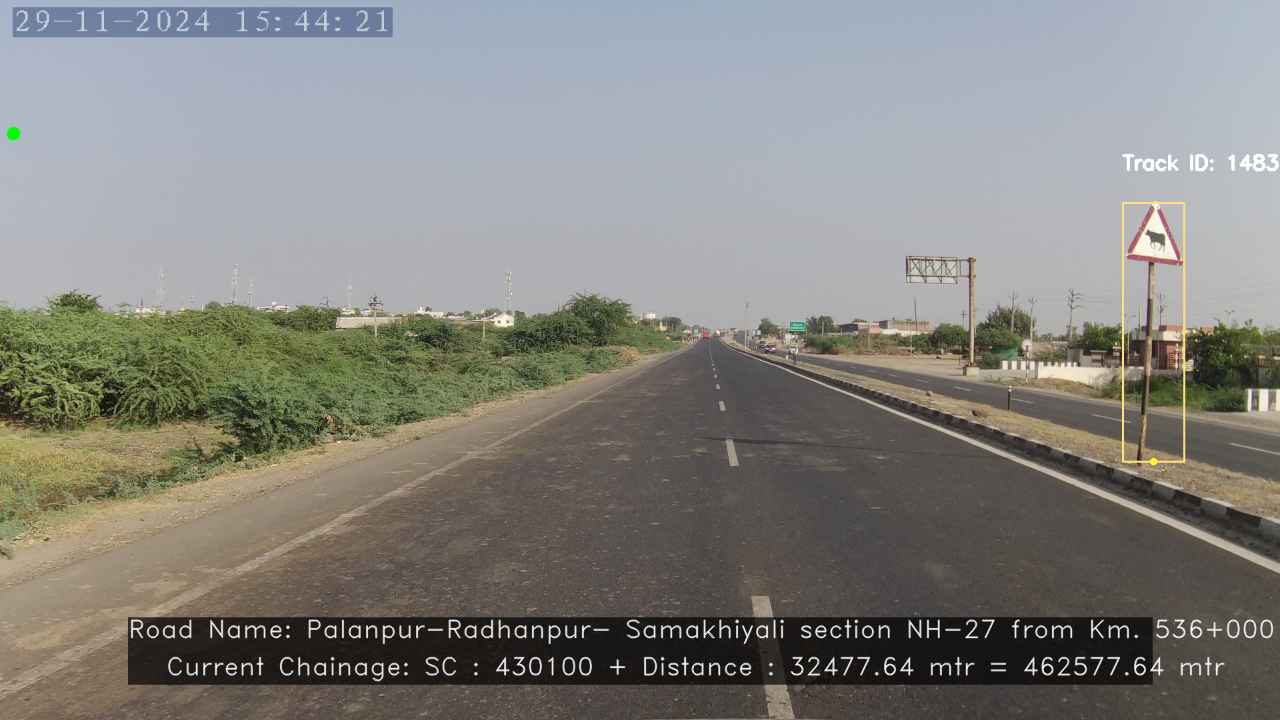 29-11-2024 15:44:21
Track ID: 1483
Road Name: Palanpur-Radhanpur- Samakhiyali section NH-27 from Km. 536+000
Current Chainage: SC : 430100 + Distance : 32477.64 mtr = 462577.64 mtr